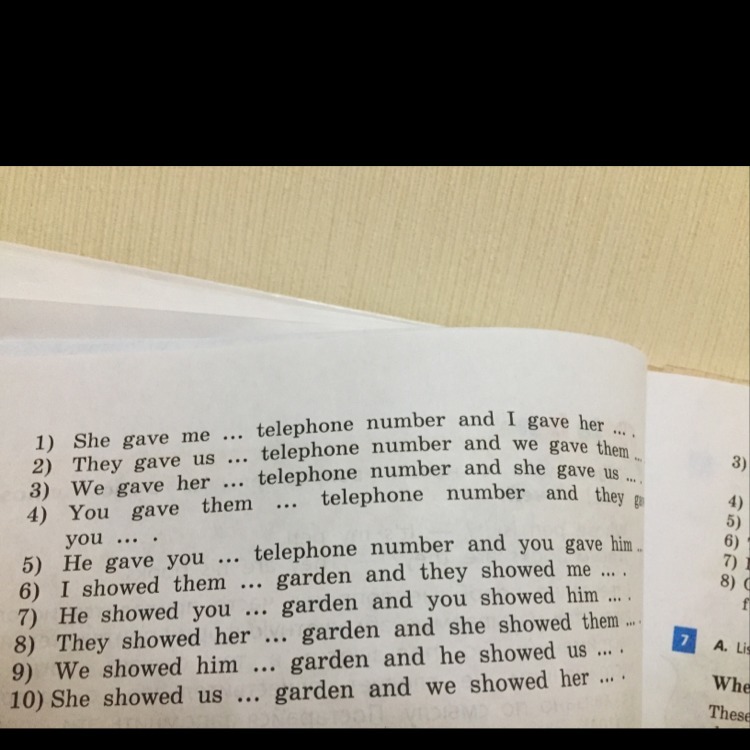 1) She gave me ... telephone number and I gave her ... .
2) They gave us ... telephone number and we gave them ...
3) We gave her ... telephone number and she gave us ... .
4) You gave them ... telephone number and they
you ... .
5) He gave you ... telephone number and you gave him ..
6) I showed them ... garden and they showed me ... .
7) He showed you ... garden and you showed him ... .
8) They showed her ... garden and she showed them ... .
9) We showed him ... garden and he showed us ... .
10) She showed us ... garden and we showed her ... .
3)
4)
5)
6)
7)
8)
7 A.
Whe
These